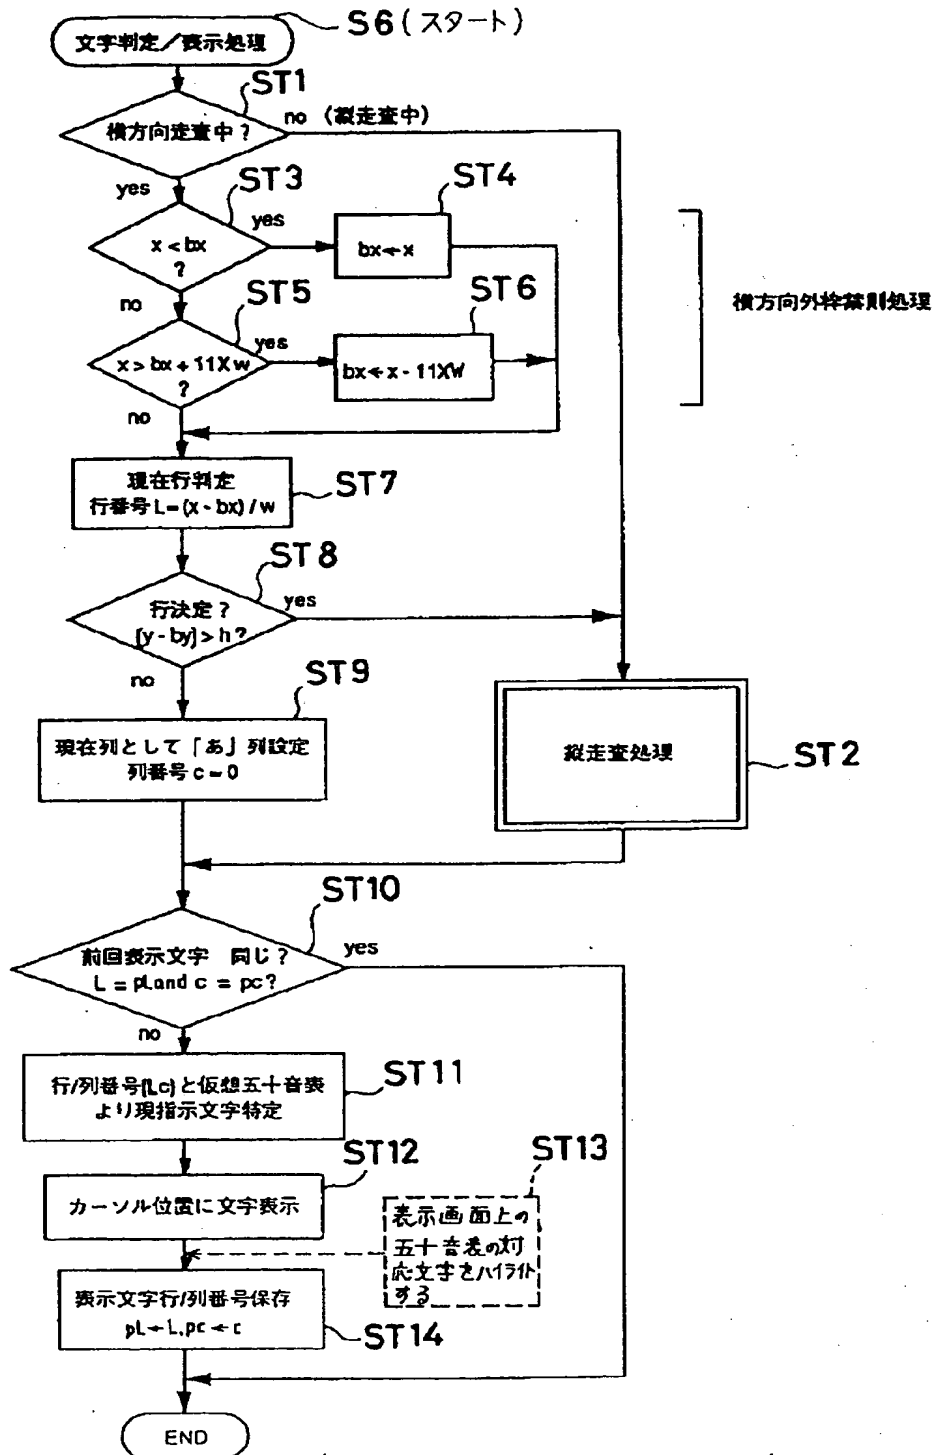 S6(スタート)
文字判定/表示処理
ST1
横方向走査中?
no (縦走査中)
yes
ST3
x < bx
?
yes
ST4
bx←x
no
ST5
x > bx + 11Xw
?
yes
ST6
bx←x - 11XW
横方向外枠禁則処理
no
現在行判定
行番号L=(x - bx) / w
ST7
ST8
行決定?
[y - by] > h?
yes
no
ST9
現在列として「あ」列設定
列番号 c = 0
縦走査処理
ST2
ST10
前回表示文字 同じ?
L = pLand c = pc?
yes
no
行/列番号(Lc)と仮想五十音表
より現指示文字特定
ST11
ST12
カーソル位置に文字表示
ST13
表示画面上の
五十音表の対
応文字をハイライト
する
表示文字行/列番号保存
pL←L,pc←c
ST14
END